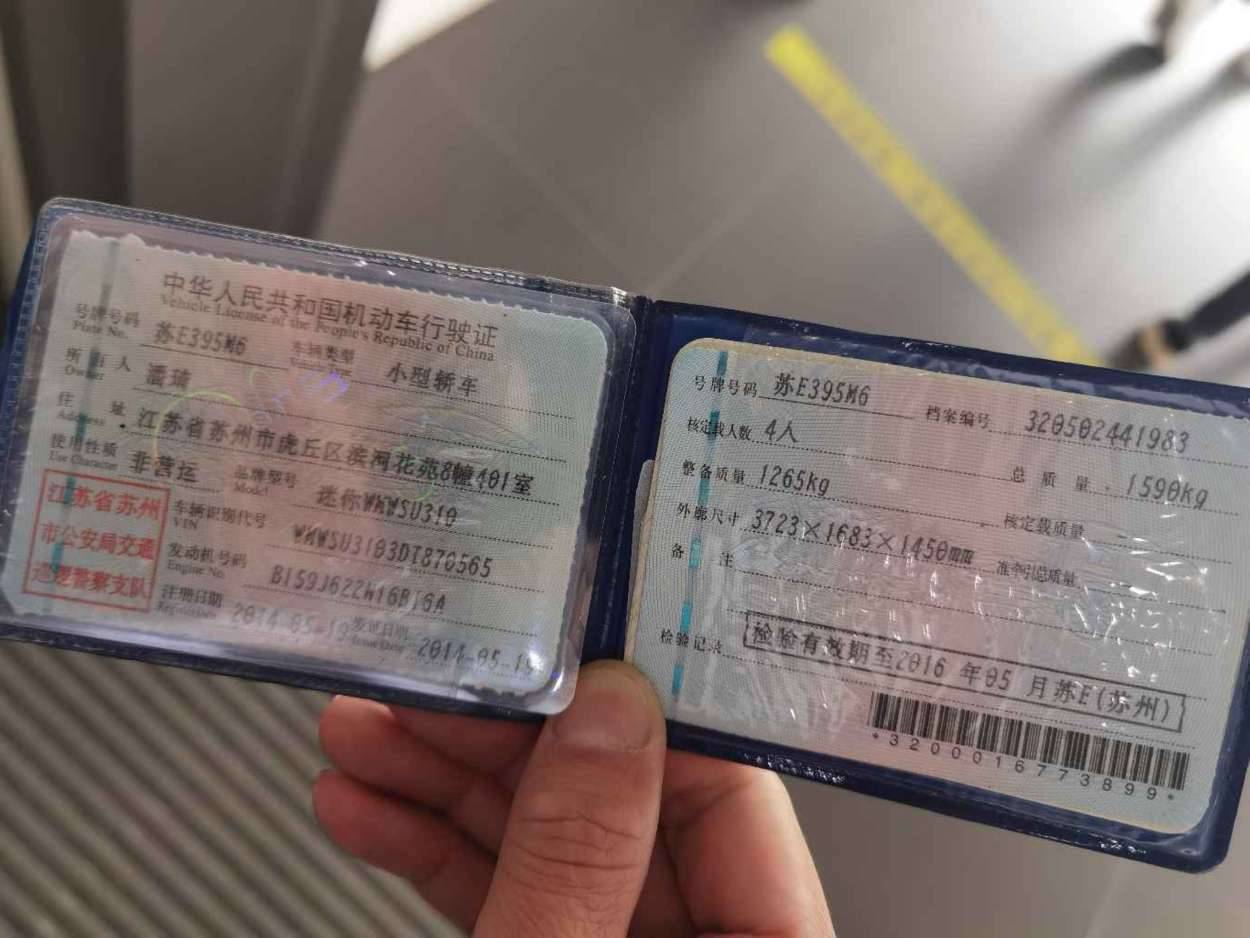 中华人民共和国机动车行驶证
Vehicle License of the People's Republic of China
号牌号码 苏E395M6 车辆类型 小型轿车
Plate No. Vehicle Type
所有人 潘琦
Owner
住址 江苏省苏州市虎丘区滨河花苑8幢401室
Address
使用性质 非营运 品牌型号 迷你WMWSU310
Use Character Model
江苏省苏州
市公安局交通
巡逻警察支队
车辆识别代号 WMWSU3103DT870565
VIN
发动机号码 B159J622N16B16A
Engine No.
注册日期 2014-05-19 发证日期 2014-05-19
Issue Date
号牌号码 苏E395M6 档案编号 320502441983
核定载人数 4人 总质量 1590kg
整备质量 1265kg 核定载质量
外廓尺寸 3723×1683×1450mm 准牵引总质量
备注
检验记录 检验有效期至2016年05月苏E(苏州)
*3200016773899*